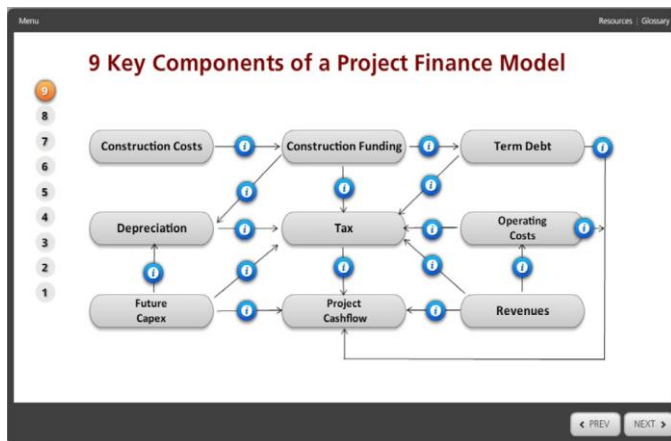 Menu
Resources | Glossary
9 Key Components of a Project Finance Model
9
8
7
6
5
4
3
2
1
Construction Costs
i
Construction Funding
i
Term Debt
i
i
i
i
Depreciation
i
Tax
i
Operating
Costs
i
i
i
i
i
i
Future
Capex
i
Project
Cashflow
i
Revenues
< PREV
NEXT >